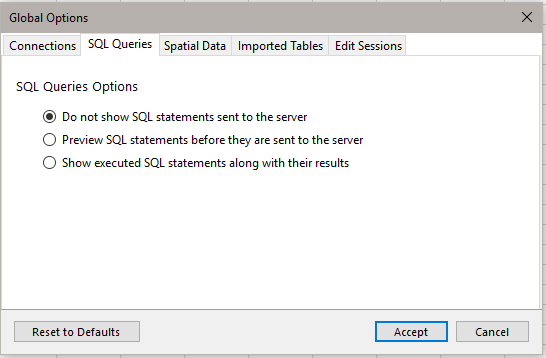 Global Options
Connections SQL Queries Spatial Data Imported Tables Edit Sessions
SQL Queries Options
Do not show SQL statements sent to the server
Preview SQL statements before they are sent to the server
Show executed SQL statements along with their results
Reset to Defaults Accept Cancel